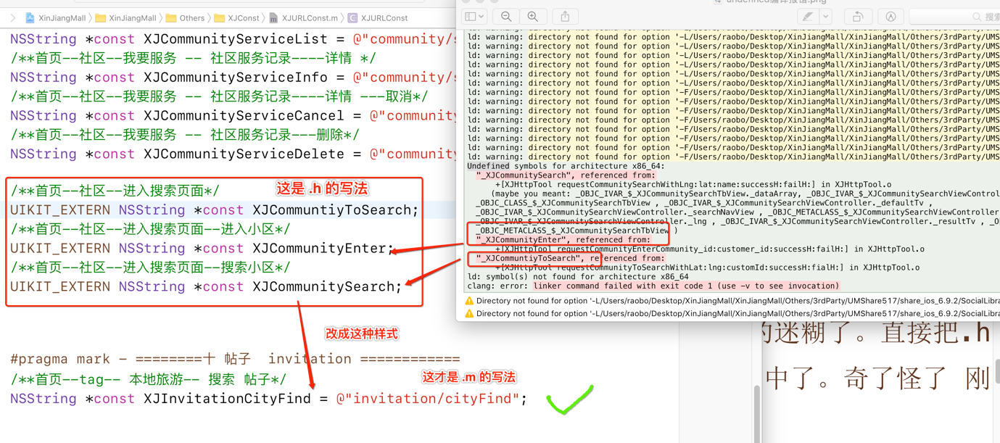 XinJiangMall > XinJiangMall > Others > XJConst > XJURLConst.m > XJURLConst
NSString *const XJCommunityServiceList = @"community/s
/**首页--社区--我要服务 -- 社区服务记录----详情 */
NSString *const XJCommunityServiceInfo = @"community/s
/**首页--社区--我要服务 -- 社区服务记录----详情 ---取消*/
NSString *const XJCommunityServiceCancel = @"community
/**首页--社区--我要服务 -- 社区服务记录---删除*/
NSString *const XJCommunityServiceDelete = @"community
/**首页--社区--进入搜索页面*/
这是 .h 的写法
UIKIT_EXTERN NSString *const XJCommuntiyToSearch;
/**首页--社区--进入搜索页面--进入小区*/
UIKIT_EXTERN NSString *const XJCommunityEnter;
/**首页--社区--进入搜索页面--搜索小区*/
UIKIT_EXTERN NSString *const XJCommunitySearch;
改成这种样式
#pragma mark - ========十 帖子  invitation ============
/**首页--tag-- 本地旅游-- 搜索 帖子*/
这才是 .m 的写法
NSString *const XJInvitationCityFind = @"invitation/cityFind";
undefined编译报错.png
搜索
ld: warning: directory not found for option '-L/Users/raobo/Desktop/XinJiangMall/XinJiangMall/Others/3rdParty/UMS
ld: warning: directory not found for option '-L/Users/raobo/Desktop/XinJiangMall/XinJiangMall/Others/3rdParty/UMSh
ld: warning: directory not found for option '-L/Users/raobo/Desktop/XinJiangMall/XinJiangMall/Others/3rdParty/UMSh
ld: warning: directory not found for option '-L/Users/raobo/Desktop/XinJiangMall/XinJiangMall/Others/3rdParty/UMSh
ld: warning: directory not found for option '-L/Users/raobo/Desktop/XinJiangMall/XinJiangMall/Others/3rdParty/UMSh
ld: warning: directory not found for option '-L/Users/raobo/Desktop/XinJiangMall/XinJiangMall/Others/3rdParty/UMSh
ld: warning: directory not found for option '-F/Users/raobo/Desktop/XinJiangMall/XinJiangMall/Others/3rdParty/UMSh
ld: warning: directory not found for option '-F/Users/raobo/Desktop/XinJiangMall/XinJiangMall/Others/3rdParty/UMSh
ld: warning: directory not found for option '-F/Users/raobo/Desktop/XinJiangMall/XinJiangMall/Others/3rdParty/UMSh
ld: warning: directory not found for option '-F/Users/raobo/Desktop/XinJiangMall/XinJiangMall/Others/3rdParty/UMSh
ld: warning: directory not found for option '-F/Users/raobo/Desktop/XinJiangMall/XinJiangMall/Others/3rdParty/UMSh
ld: warning: directory not found for option '-F/Users/raobo/Desktop/XinJiangMall/XinJiangMall/Others/3rdParty/UMSh
ld: warning: directory not found for option '-F/Users/raobo/Desktop/XinJiangMall/XinJiangMall/Others/3rdParty/UMSh
ld: warning: directory not found for option '-F/Users/raobo/Desktop/XinJiangMall/XinJiangMall/Others/3rdParty/UMSh
Undefined symbols for architecture x86_64:
"_XJCommunitySearch", referenced from:
+[XJHttpTool requestCommunitySearchWithLng:lat:name:successH:failH:] in XJHttpTool.o
(maybe you meant: _OBJC_IVAR_$_XJCommunitySearchTbView._dataArray, _OBJC_IVAR_$_XJCommunitySearchViewControl
_OBJC_CLASS_$_XJCommunitySearchTbView , _OBJC_IVAR_$_XJCommunitySearchViewController._defaultTv ,
_OBJC_IVAR_$_XJCommunitySearchViewController._searchNavView , _OBJC_METACLASS_$_XJCommunitySearchViewController
_OBJC_IVAR_$_XJCommunitySearchViewController._lng , _OBJC_IVAR_$_XJCommunitySearchViewController._resultTv , _O
_OBJC_METACLASS_$_XJCommunitySearchTbView )
"_XJCommunityEnter", referenced from:
+[XJHttpTool requestCommunityEnterCommunity_id:customer_id:successH:failH:] in XJHttpTool.o
"_XJCommuntiyToSearch", referenced from:
+[XJHttpTool requestCommunityToSearchWithLat:lng:customId:successH:fialH:] in XJHttpTool.o
ld: symbol(s) not found for architecture x86_64
clang: error: linker command failed with exit code 1 (use -v to see invocation)
Directory not found for option '-L/Users/raobo/Desktop/XinJiangMall/XinJiangMall/Others/3rdParty/UMShare517/share_ios_6.9.2/SocialLibra
Directory not found for option '-L/Users/raobo/Desktop/XinJiangMall/XinJiangMall/Others/3rdParty/UMShare517/share_ios_6.9.2/SocialLibra
的迷糊了。直接把.h
中了。奇了怪了 刚